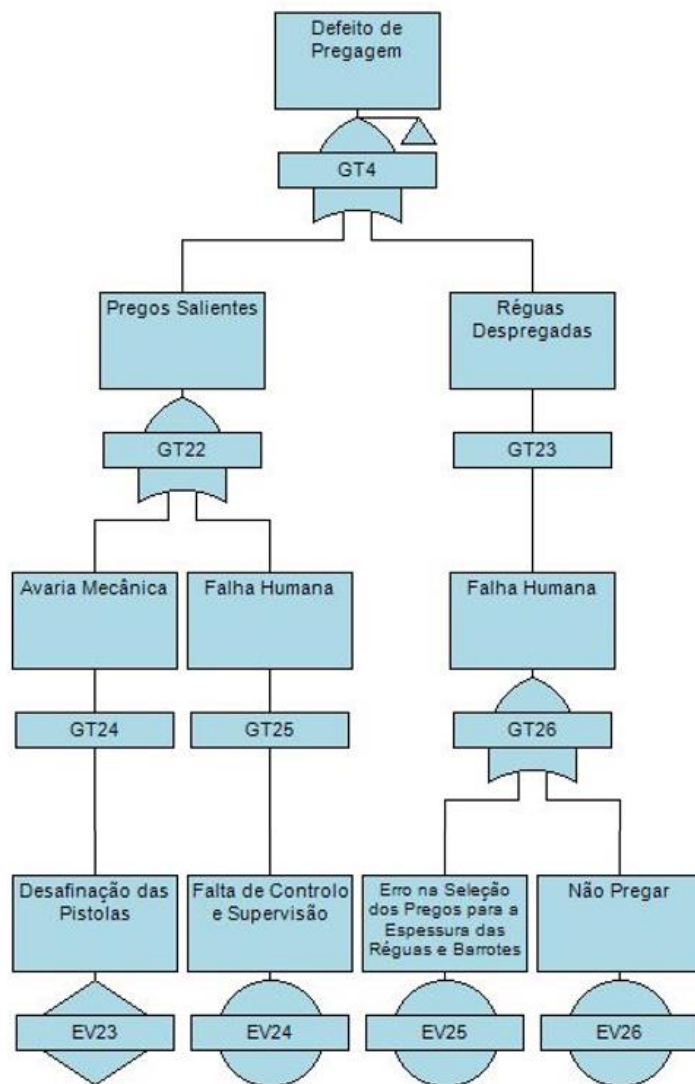 Defeito de
Pregagem
GT4
Pregos Salientes
Réguas
Despregadas
GT22
GT23
Avaria Mecânica
Falha Humana
Falha Humana
GT24
GT25
GT26
Desafinação das
Pistolas
Falta de Controlo
e Supervisão
Erro na Seleção
dos Pregos para a
Espessura das
Réguas e Barrotes
Não Pregar
EV23
EV24
EV25
EV26